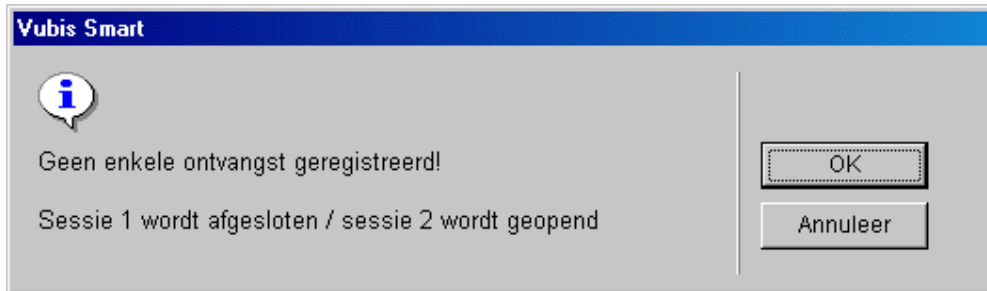 Vubis Smart
Geen enkele ontvangst geregistreerd!
Sessie 1 wordt afgesloten / sessie 2 wordt geopend
OK
Annuleer